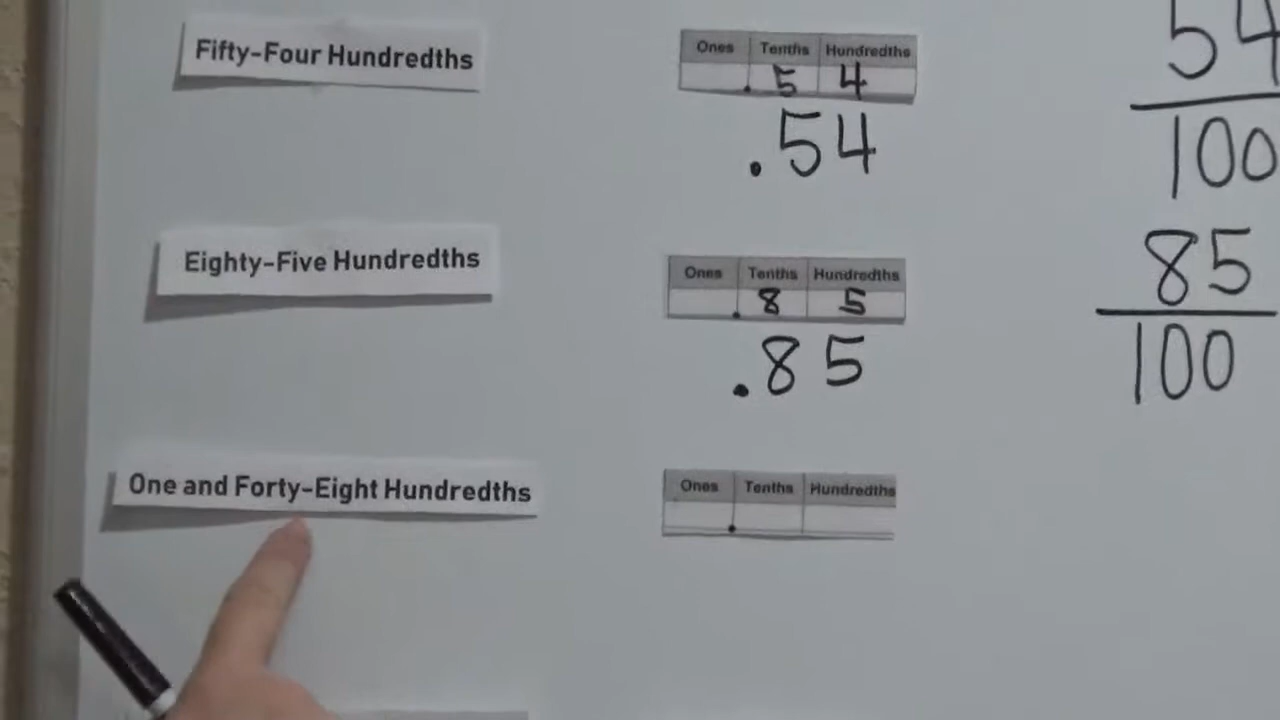 Fifty-Four Hundredths
Ones Tenths Hundredths
. 5 4
.54
54
100
Eighty-Five Hundredths
Ones Tenths Hundredths
. 8 5
.85
85
100
One and Forty-Eight Hundredths
Ones Tenths Hundredths
.